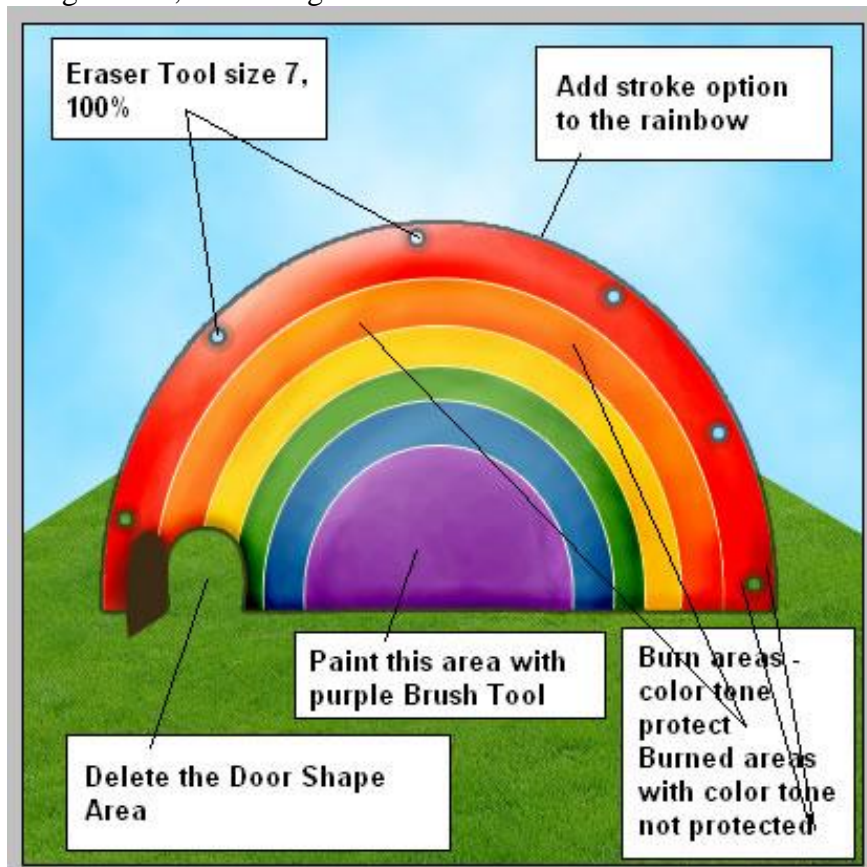 Eraser Tool size 7,
100%
Add stroke option
to the rainbow
Paint this area with
purple Brush Tool
Burn areas -
color tone
protect
Burned areas
with color tone
not protected
Delete the Door Shape
Area